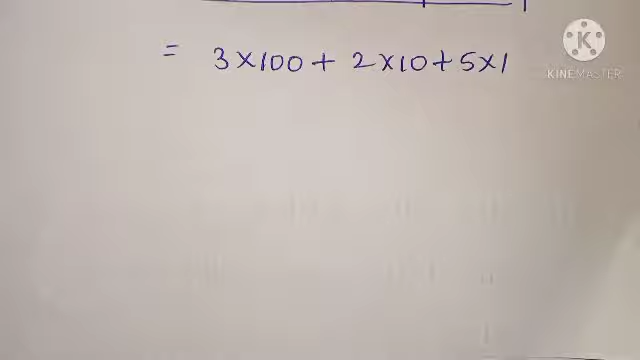 = 3×100 + 2×10 + 5×1
KINEMASTER